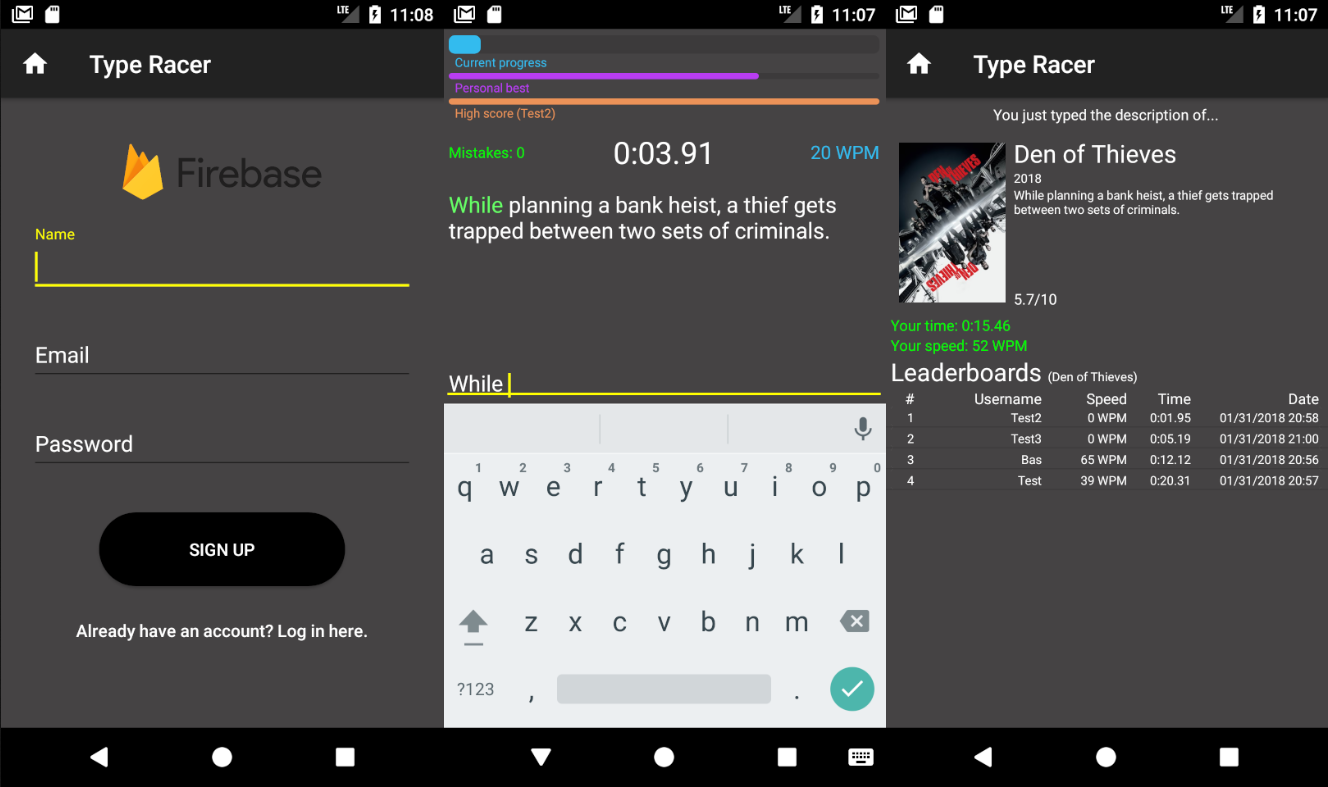 LTE 11:08
Type Racer
Firebase
Name
Email
Password
SIGN UP
Already have an account? Log in here.
LTE 11:07
Current progress
Personal best
High score (Test2)
Mistakes: 0 0:03.91 20 WPM
While planning a bank heist, a thief gets
trapped between two sets of criminals.
While
1 2 3 4 5 6 7 8 9 0
q w e r t y u i o p
a s d f g h j k l
z x c v b n m
?123 , .
LTE 11:07
Type Racer
You just typed the description of...
DEN OF THIEVES
DEN OF THIEVES
Den of Thieves
2018
While planning a bank heist, a thief gets trapped
between two sets of criminals.
5.7/10
Your time: 0:15.46
Your speed: 52 WPM
Leaderboards (Den of Thieves)
# Username Speed Time Date
1 Test2 0 WPM 0:01.95 01/31/2018 20:58
2 Test3 0 WPM 0:05.19 01/31/2018 21:00
3 Bas 65 WPM 0:12.12 01/31/2018 20:56
4 Test 39 WPM 0:20.31 01/31/2018 20:57